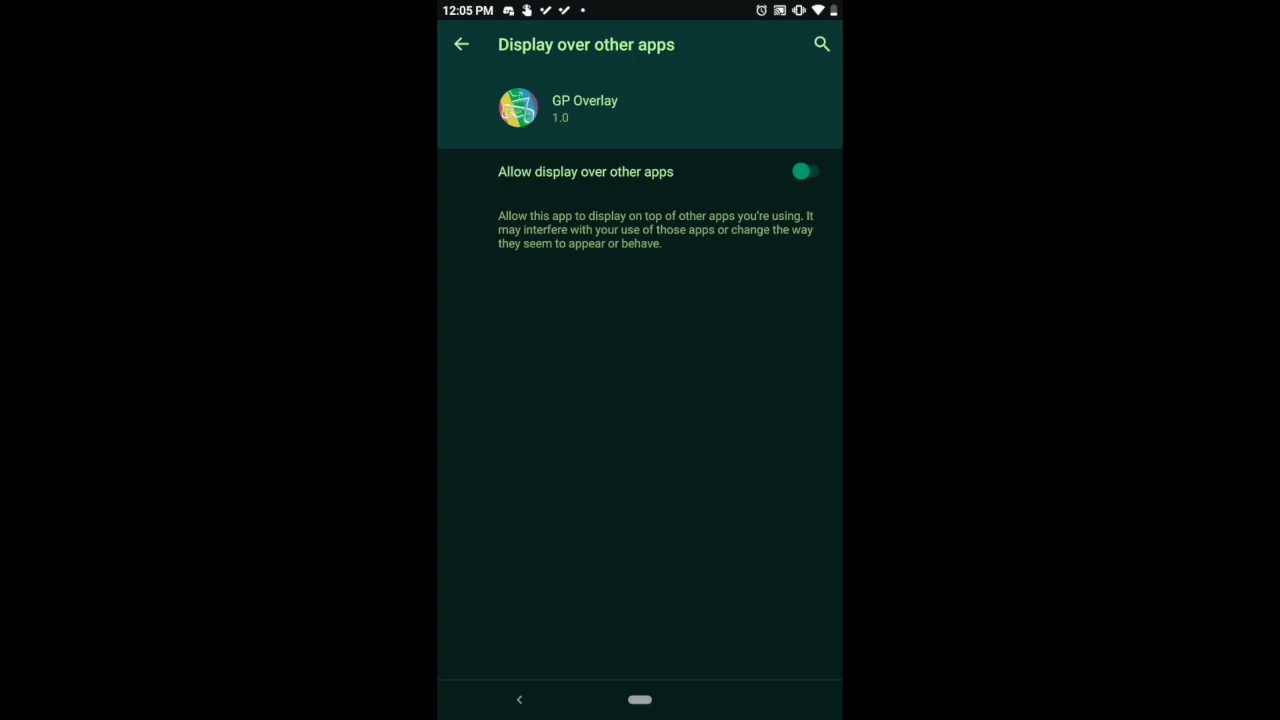 12:05 PM
Display over other apps
GP Overlay
1.0
Allow display over other apps
Allow this app to display on top of other apps you're using. It
may interfere with your use of those apps or change the way
they seem to appear or behave.